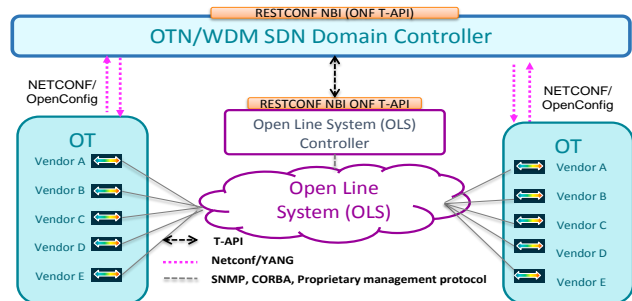 RESTCONF NBI (ONF T-API)
OTN/WDM SDN Domain Controller
NETCONF/
OpenConfig
RESTCONF NBI ONF T-API
Open Line System (OLS)
Controller
NETCONF/
OpenConfig
OT
Vendor A
Vendor B
Vendor C
Vendor D
Vendor E
Open Line
System (OLS)
OT
Vendor A
Vendor B
Vendor C
Vendor D
Vendor E
T-API
Netconf/YANG
SNMP, CORBA, Proprietary management protocol